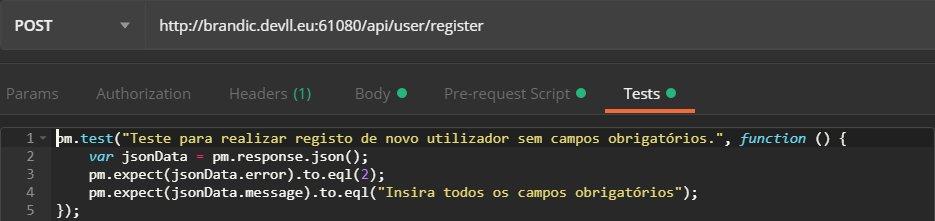 POST http://brandic.devll.eu:61080/api/user/register
Params Authorization Headers (1) Body Pre-request Script Tests
1 pm.test("Teste para realizar registo de novo utilizador sem campos obrigatórios.", function () {
2 var jsonData = pm.response.json();
3 pm.expect(jsonData.error).to.eql(2);
4 pm.expect(jsonData.message).to.eql("Insira todos os campos obrigatórios");
5 });